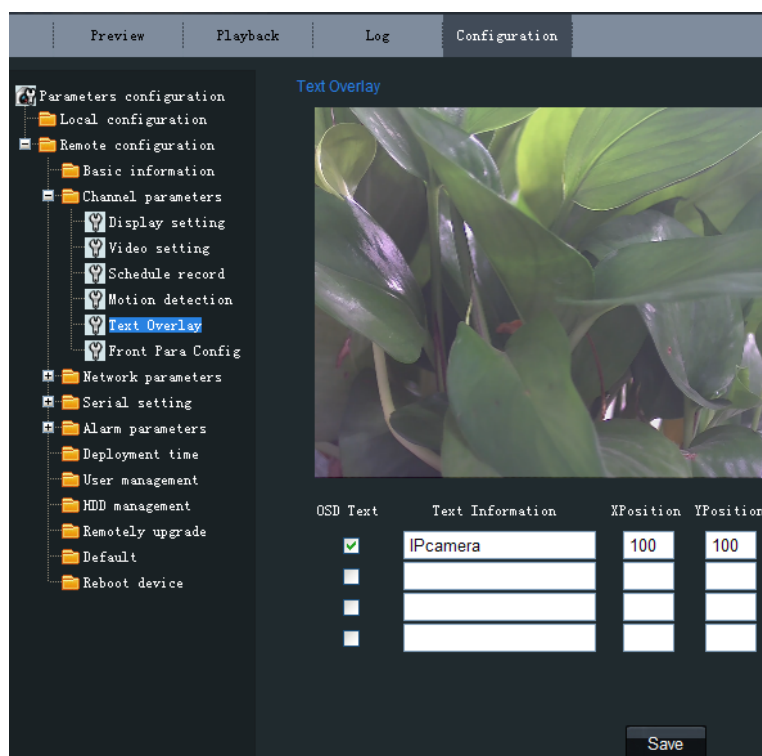 Preview Playback Log Configuration
Parameters configuration
Local configuration
Remote configuration
Basic information
Channel parameters
Display setting
Video setting
Schedule record
Motion detection
Text Overlay
Front Para Config
Network parameters
Serial setting
Alarm parameters
Deployment time
User management
HDD management
Remotely upgrade
Default
Reboot device
Text Overlay
OSD Text Text Information XPosition YPosition
IPcamera 100 100
Save